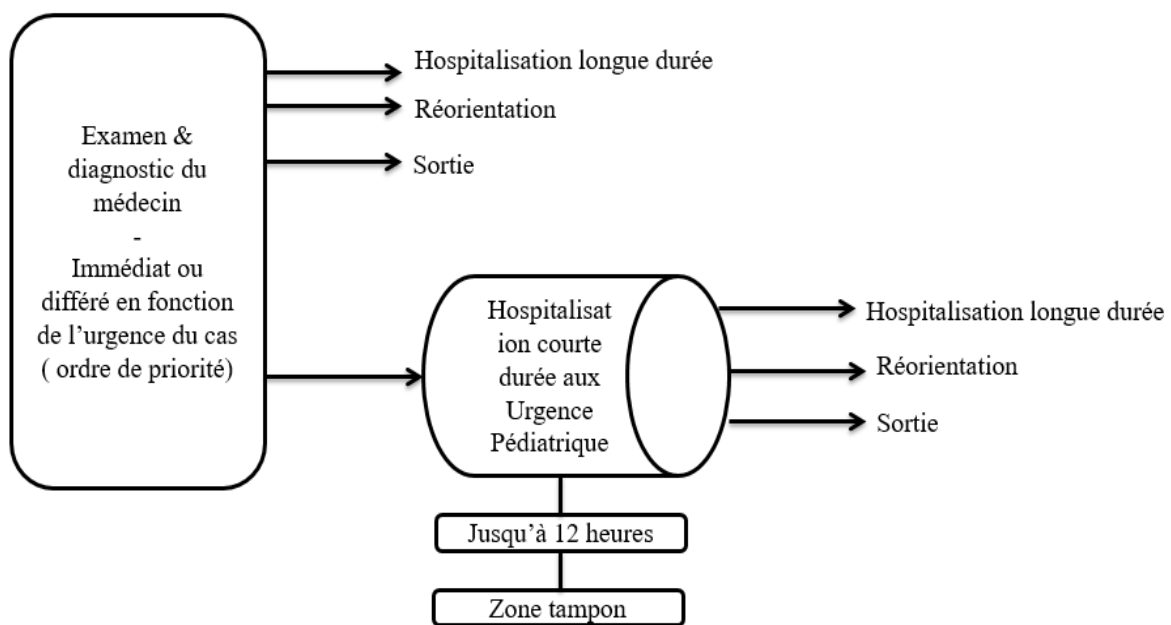 Examen &
diagnostic du
médecin
-
Immédiat ou
différé en fonction
de l’urgence du cas
( ordre de priorité)
Hospitalisation longue durée
Réorientation
Sortie
Hospitalisat
ion courte
durée aux
Urgence
Pédiatrique
Hospitalisation longue durée
Réorientation
Sortie
Jusqu’à 12 heures
Zone tampon